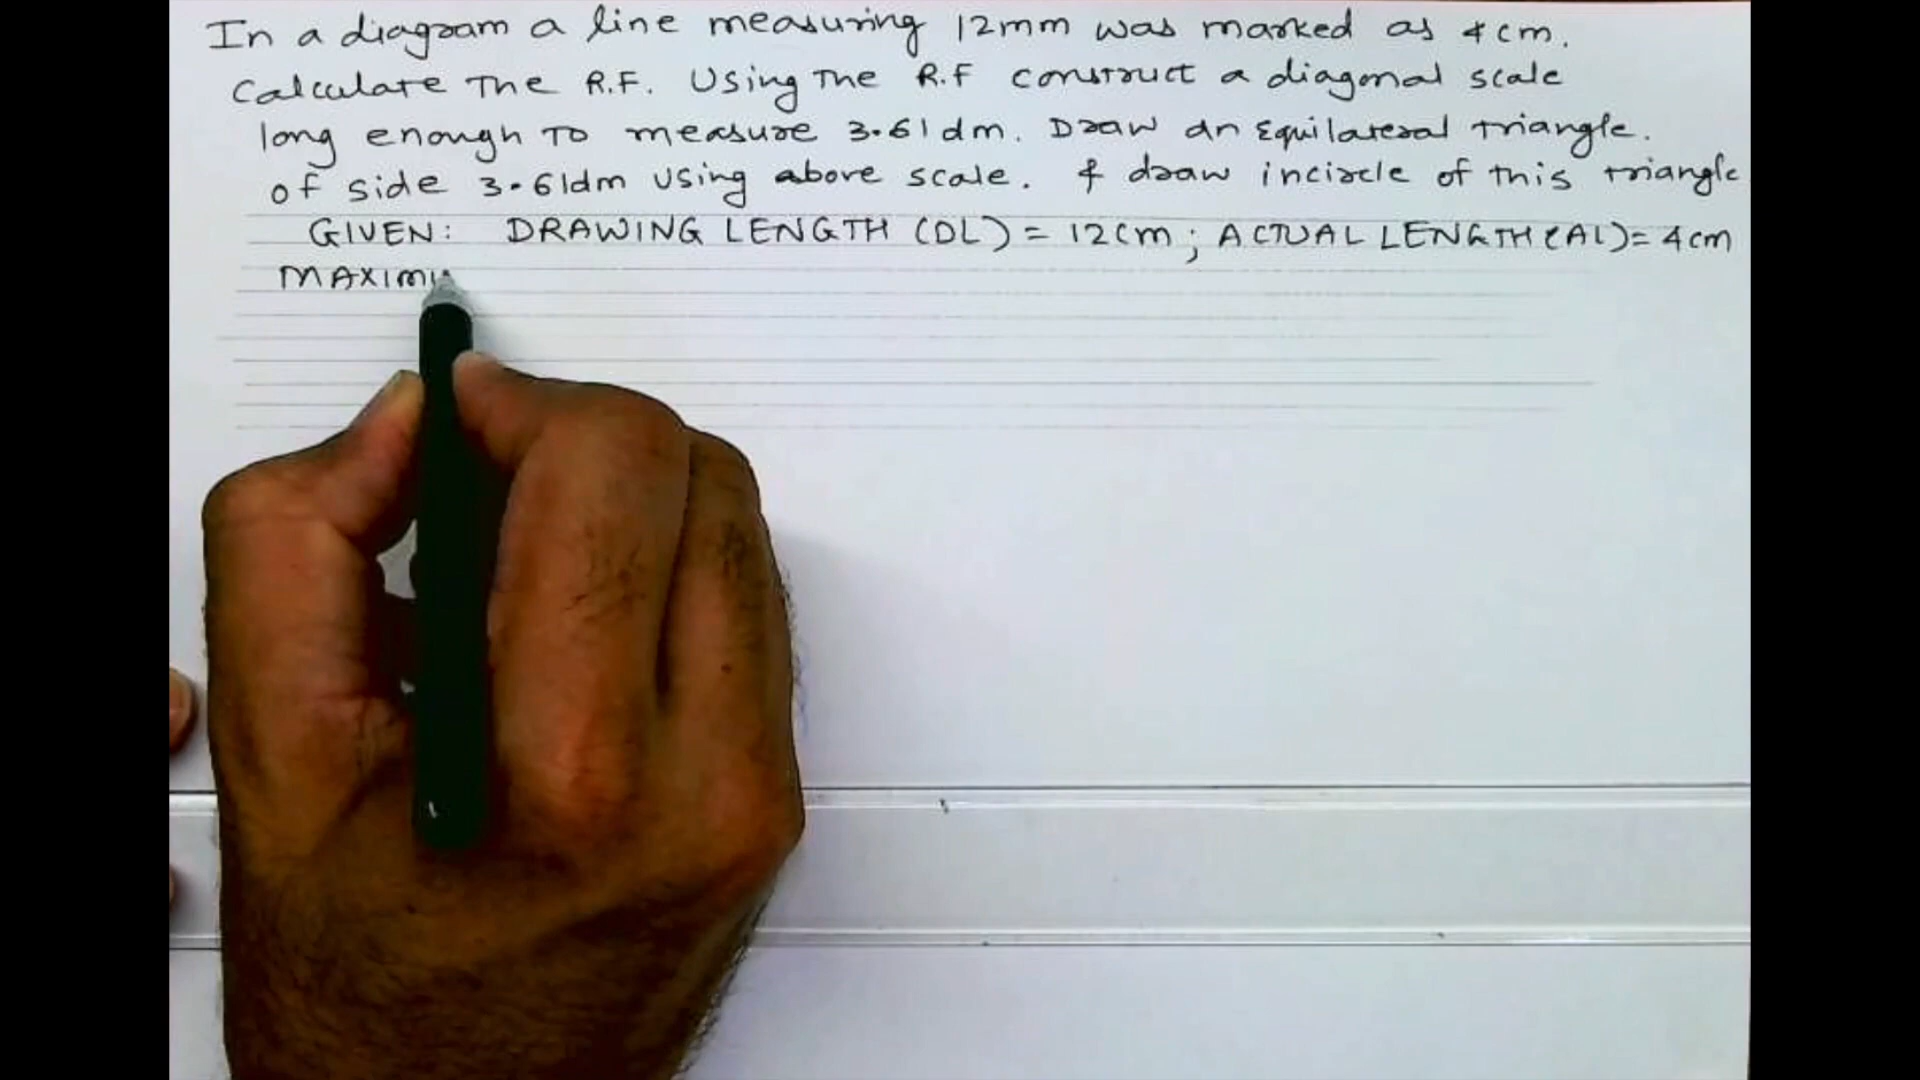 In a diagram a line measuring 12mm was marked as 4cm.
Calculate The R.F. Using The R.F construct a diagonal scale
long enough To measure 3.61dm. Draw an Equilateral triangle.
of side 3.61dm using above scale. & draw incircle of this triangle
GIVEN: DRAWING LENGTH (DL) = 12cm; ACTUAL LENGTH (AL) = 4cm
MAXIMU